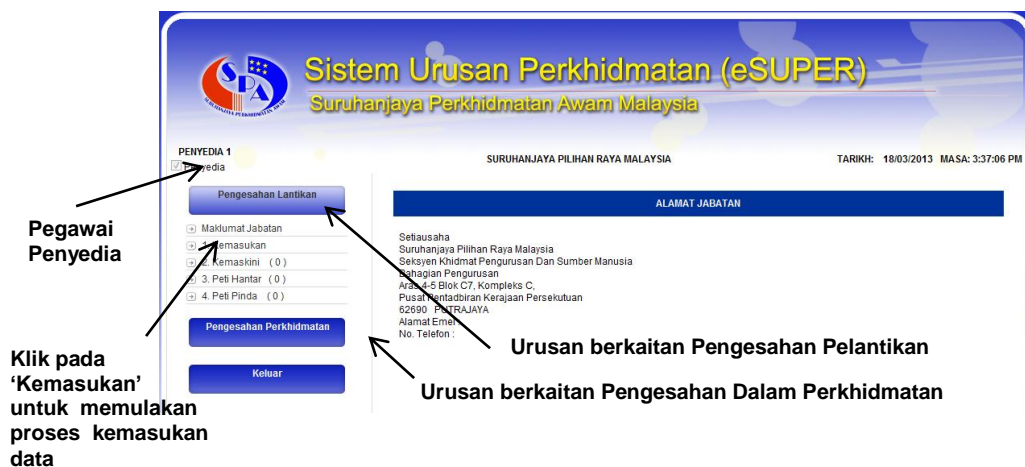 SPA
SURUHANJAYA PERKHIDMATAN AWAM
Sistem Urusan Perkhidmatan (eSUPER)
Suruhanjaya Perkhidmatan Awam Malaysia
PENYEDIA 1
Penyedia
SURUHANJAYA PILIHAN RAYA MALAYSIA
TARIKH: 18/03/2013 MASA: 3:37:06 PM
Pengesahan Lantikan
Maklumat Jabatan
1. Kemasukan
2. Kemaskini ( 0 )
3. Peti Hantar ( 0 )
4. Peti Pinda ( 0 )
Pengesahan Perkhidmatan
Keluar
ALAMAT JABATAN
Setiausaha
Suruhanjaya Pilihan Raya Malaysia
Seksyen Khidmat Pengurusan Dan Sumber Manusia
Bahagian Pengurusan
Aras 4-5 Blok C7, Kompleks C,
Pusat Pentadbiran Kerajaan Persekutuan
62690 PUTRAJAYA
Alamat Emel :
No. Telefon :
Pegawai
Penyedia
Klik pada
‘Kemasukan’
untuk memulakan
proses kemasukan
data
Urusan berkaitan Pengesahan Pelantikan
Urusan berkaitan Pengesahan Dalam Perkhidmatan